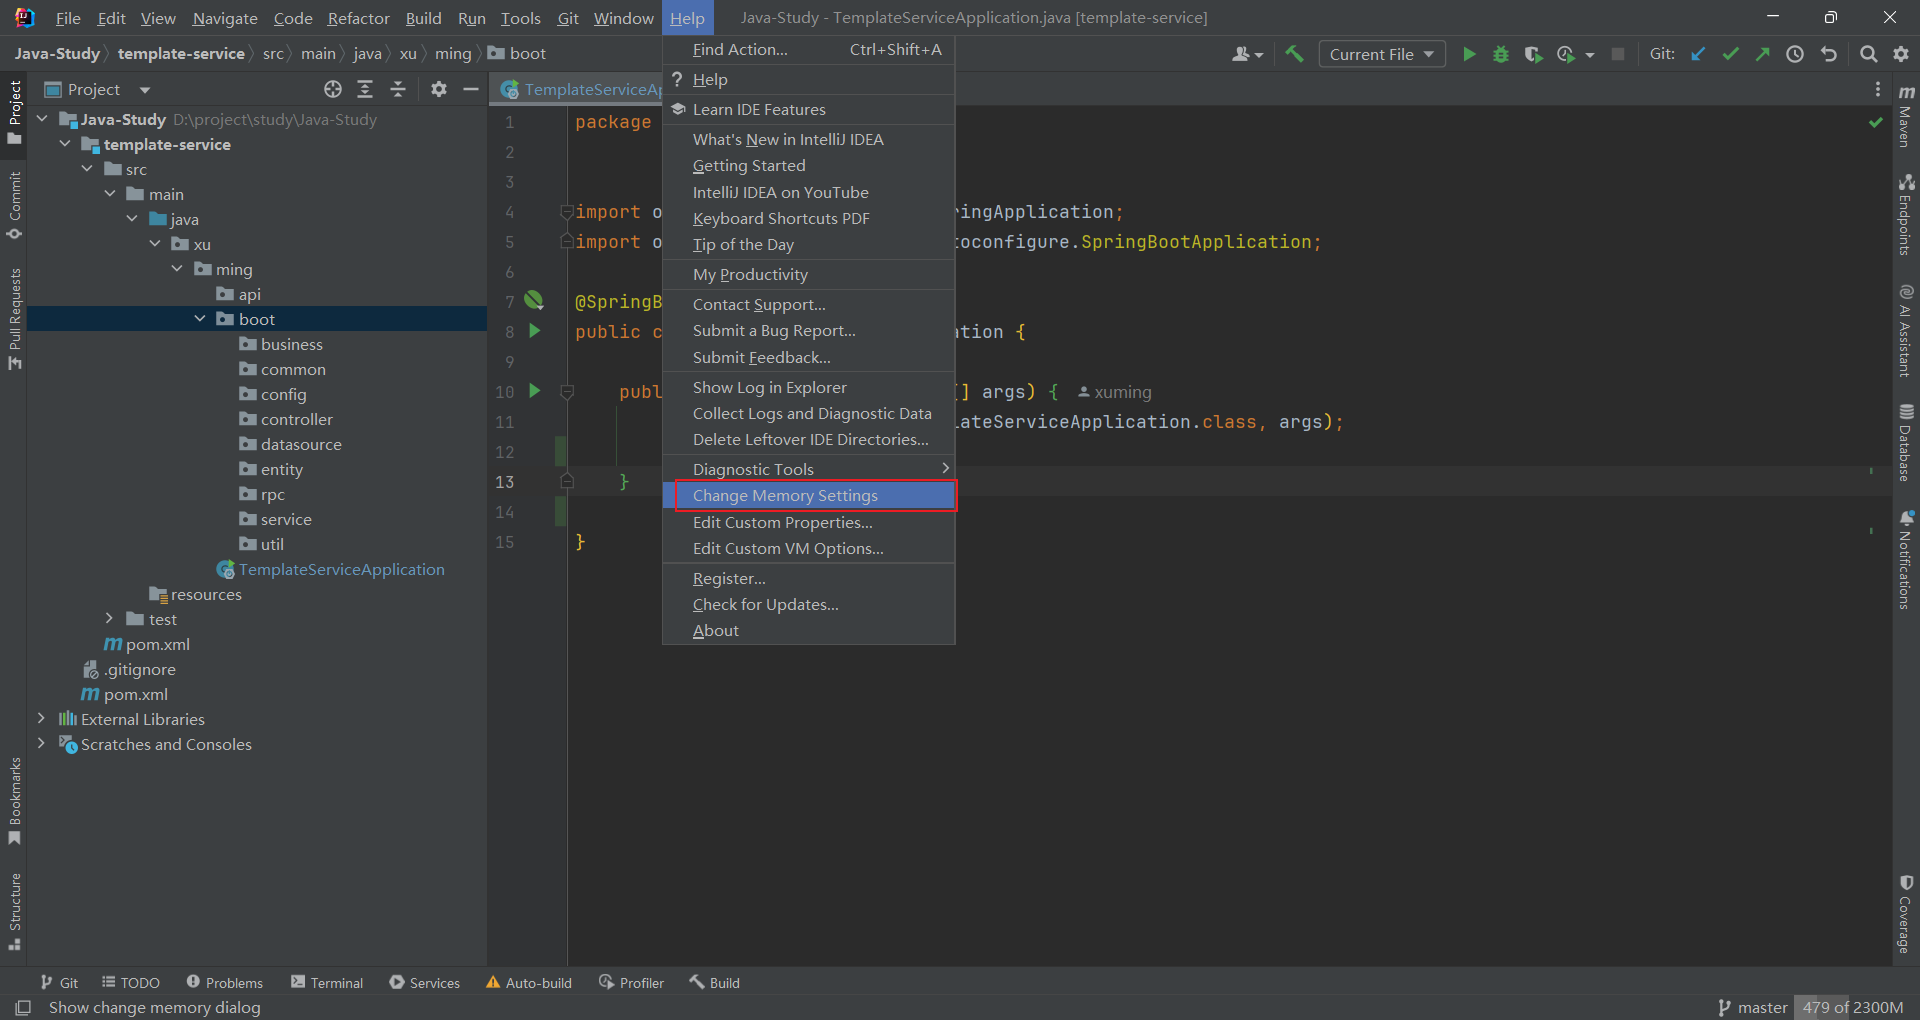 File Edit View Navigate Code Refactor Build Run Tools Git Window Help Java-Study - TemplateServiceApplication.java [template-service]
Java-Study template-service src main java xu ming boot Current File Git:
Project
Commit
Pull Requests
Bookmarks
Structure
Project
Java-Study D:\project\study\Java-Study
template-service
src
main
java
xu
ming
api
boot
business
common
config
controller
datasource
entity
rpc
service
util
TemplateServiceApplication
resources
test
pom.xml
.gitignore
pom.xml
External Libraries
Scratches and Consoles
TemplateServiceAp
1 package
2
3
4 import o ringApplication;
5 import o toconfigure.SpringBootApplication;
6
7 @SpringB
8 public c ation {
9
10 publ [] args) { xuming
11 lateServiceApplication.class, args);
12
13 }
14
15 }
Find Action... Ctrl+Shift+A
? Help
Learn IDE Features
What's New in IntelliJ IDEA
Getting Started
IntelliJ IDEA on YouTube
Keyboard Shortcuts PDF
Tip of the Day
My Productivity
Contact Support...
Submit a Bug Report...
Submit Feedback...
Show Log in Explorer
Collect Logs and Diagnostic Data
Delete Leftover IDE Directories...
Diagnostic Tools
Change Memory Settings
Edit Custom Properties...
Edit Custom VM Options...
Register...
Check for Updates...
About
Maven
Endpoints
AI Assistant
Database
Notifications
Coverage
Git TODO Problems Terminal Services Auto-build Profiler Build
Show change memory dialog master 479 of 2300M